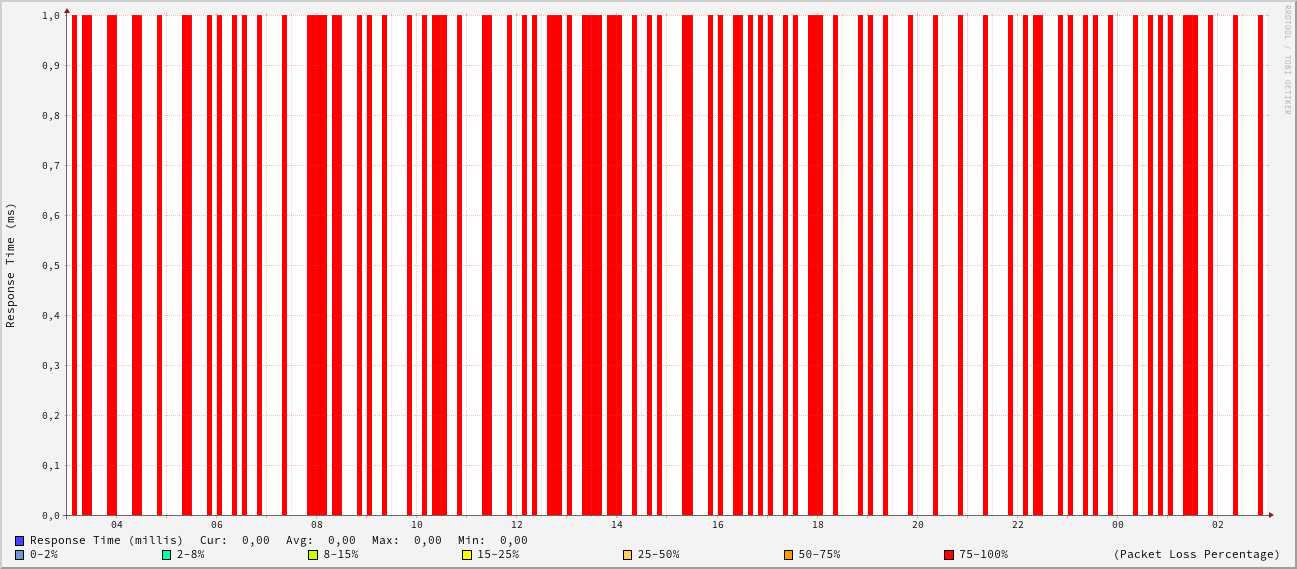 1,0
0,9
0,8
0,7
0,6
0,5
0,4
0,3
0,2
0,1
0,0
Response Time (ms)
RRDTOOL / TOBI OETIKER
04 06 08 10 12 14 16 18 20 22 00 02
Response Time (millis) Cur: 0,00 Avg: 0,00 Max: 0,00 Min: 0,00
0-2% 2-8% 8-15% 15-25% 25-50% 50-75% 75-100% (Packet Loss Percentage)